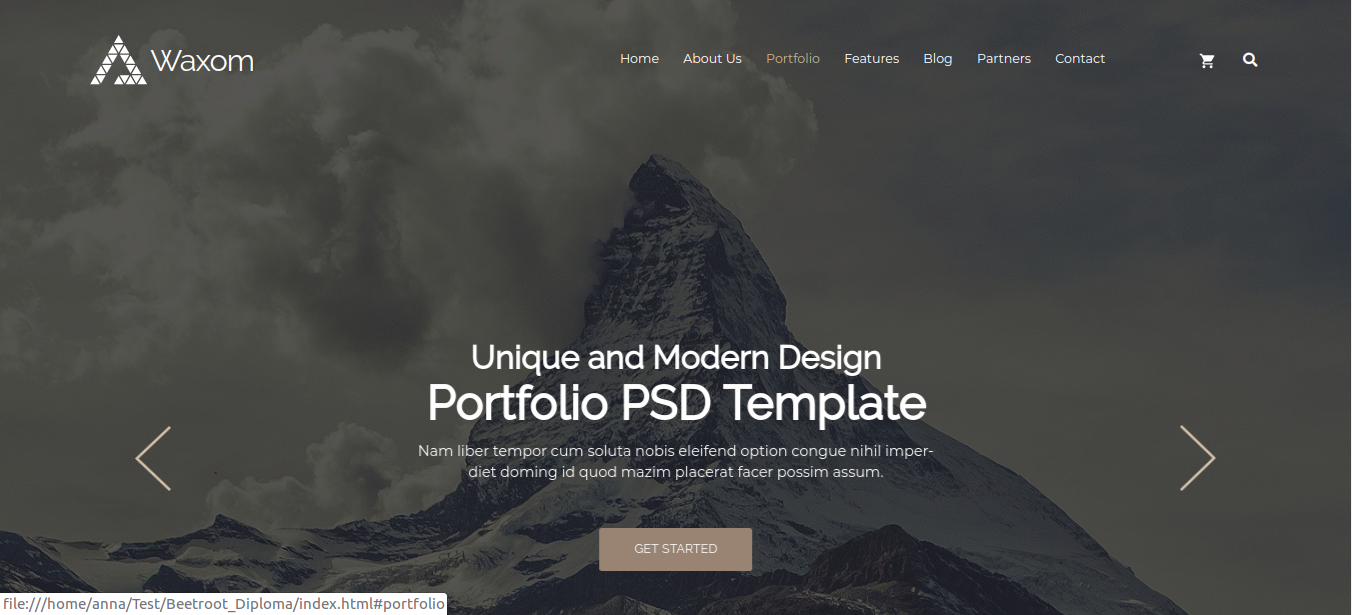 Waxom
Home About Us Portfolio Features Blog Partners Contact
Unique and Modern Design
Portfolio PSD Template
Nam liber tempor cum soluta nobis eleifend option congue nihil imper-
diet doming id quod mazim placerat facer possim assum.
GET STARTED
file:///home/anna/Test/Beetroot_Diploma/index.html#portfolio